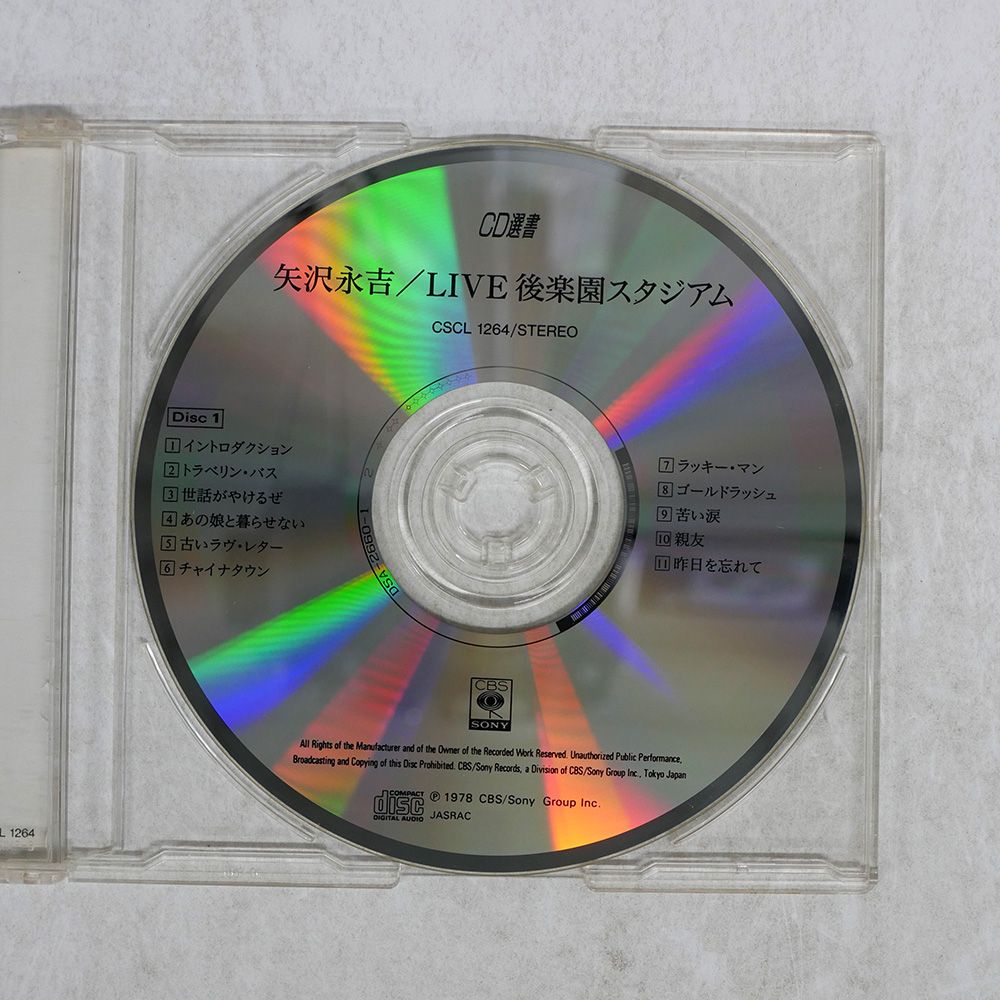 CD選書
矢沢永吉／LIVE 後楽園スタジアム
CSCL 1264/STEREO
Disc 1
1 イントロダクション
2 トラベリン・バス
3 世話がやけるぜ
4 あの娘と暮らせない
5 古いラヴ・レター
6 チャイナタウン
7 ラッキー・マン
8 ゴールドラッシュ
9 苦い涙
10 親友
11 昨日を忘れて
DSA-2660-1
CBS
SONY
All Rights of the Manufacturer and of the Owner of the Recorded Work Reserved. Unauthorized Public Performance,
Broadcasting and Copying of this Disc Prohibited. CBS/Sony Records, a Division of CBS/Sony Group Inc., Tokyo Japan
COMPACT
disc
DIGITAL AUDIO
℗ 1978 CBS/Sony Group Inc.
JASRAC
L 1264